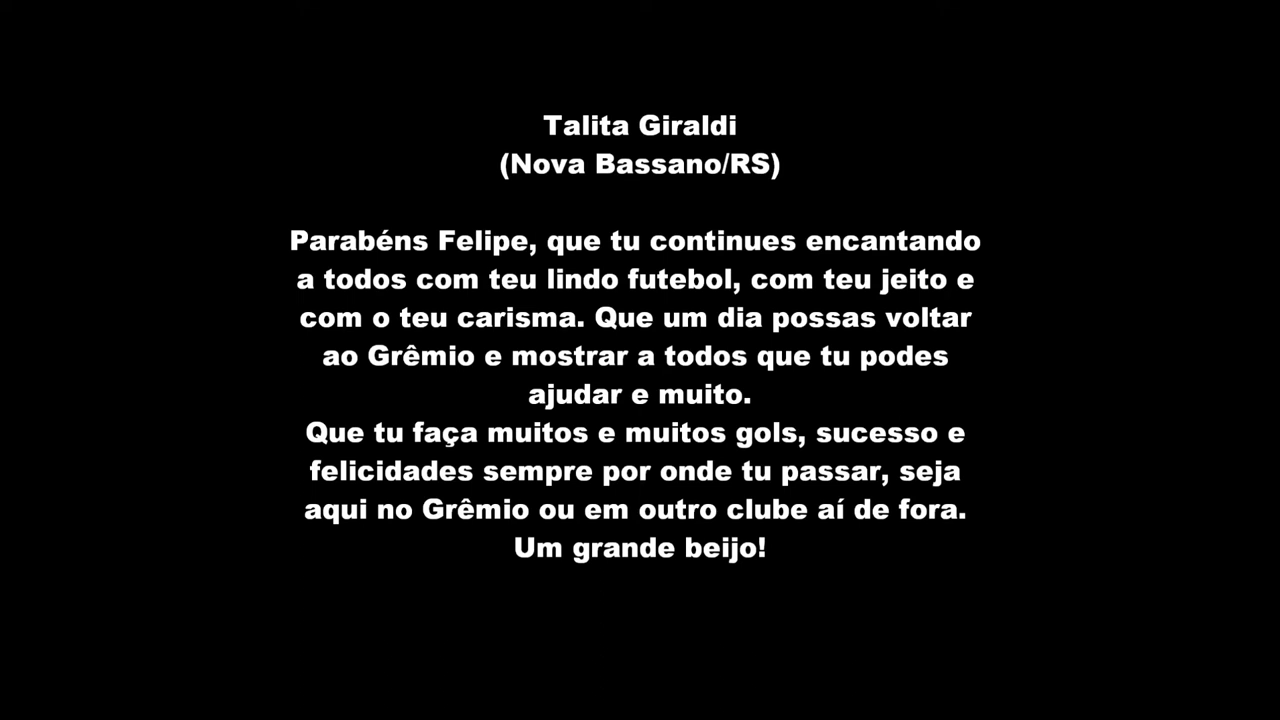 Talita Giraldi
(Nova Bassano/RS)
Parabéns Felipe, que tu continues encantando
a todos com teu lindo futebol, com teu jeito e
com o teu carisma. Que um dia possas voltar
ao Grêmio e mostrar a todos que tu podes
ajudar e muito.
Que tu faça muitos e muitos gols, sucesso e
felicidades sempre por onde tu passar, seja
aqui no Grêmio ou em outro clube aí de fora.
Um grande beijo!